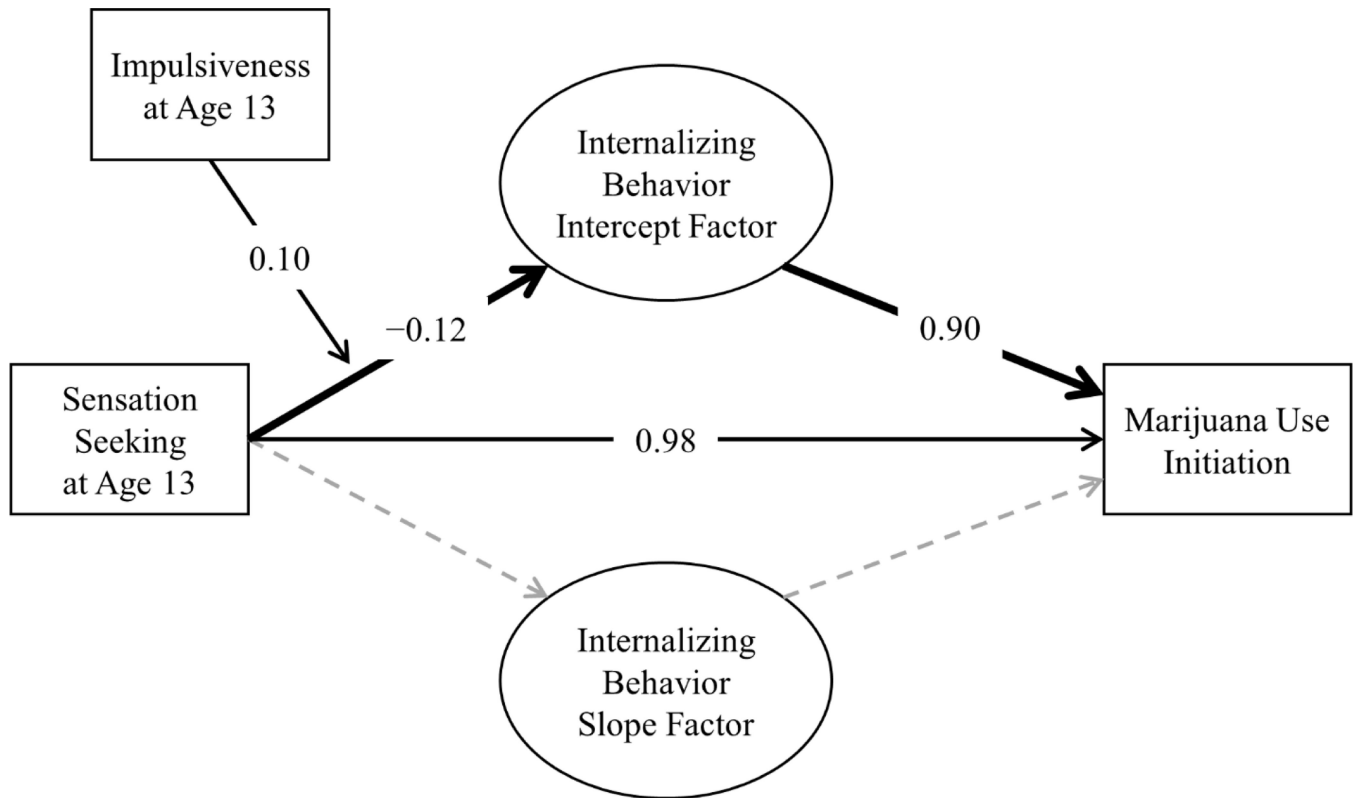 Impulsiveness
at Age 13
Internalizing
Behavior
Intercept Factor
0.10
−0.12
0.90
Sensation
Seeking
at Age 13
0.98
Marijuana Use
Initiation
Internalizing
Behavior
Slope Factor